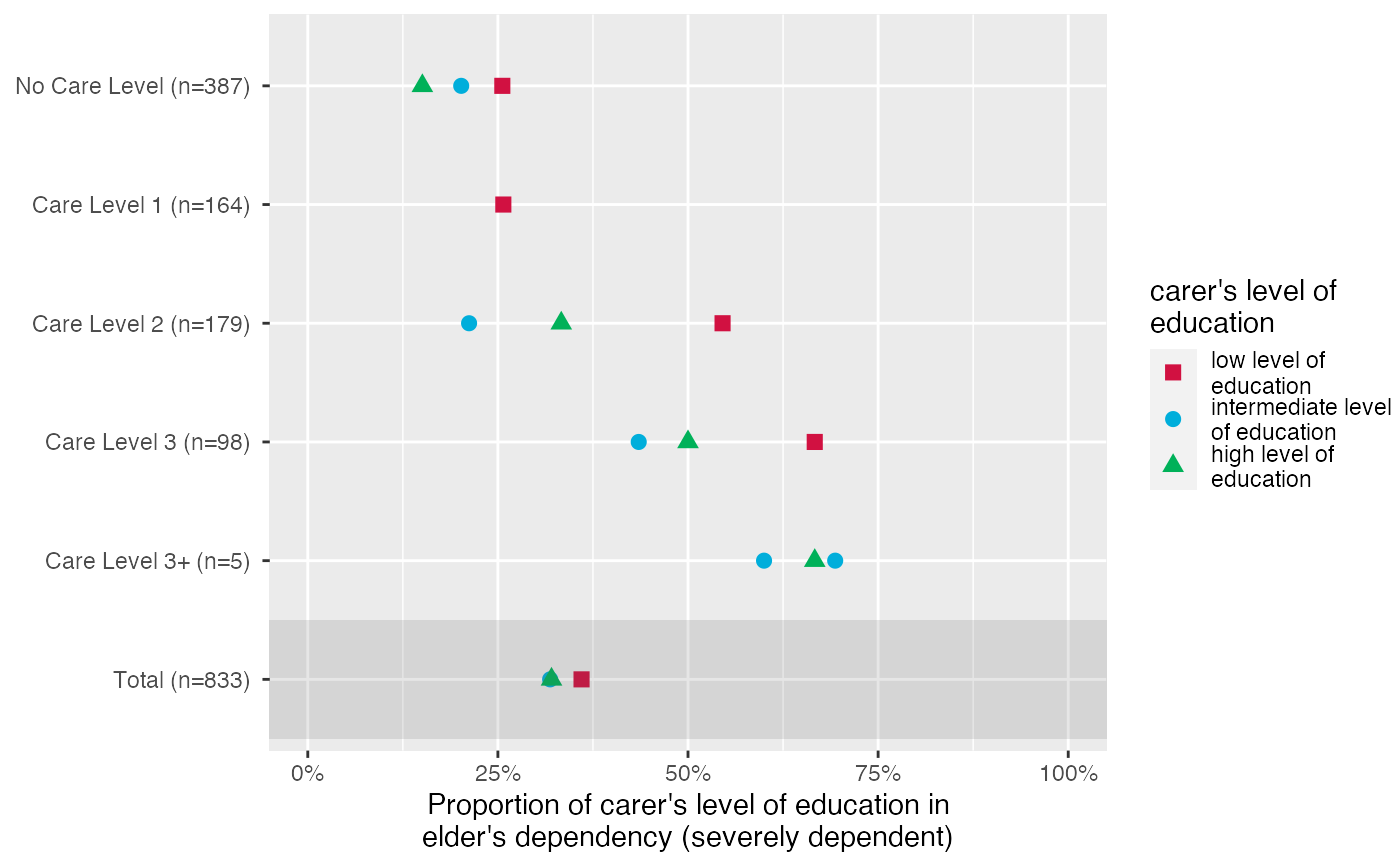 No Care Level (n=387)
Care Level 1 (n=164)
Care Level 2 (n=179)
Care Level 3 (n=98)
Care Level 3+ (n=5)
Total (n=833)
0%
25%
50%
75%
100%
Proportion of carer's level of education in
elder's dependency (severely dependent)
carer's level of
education
low level of
education
intermediate level
of education
high level of
education